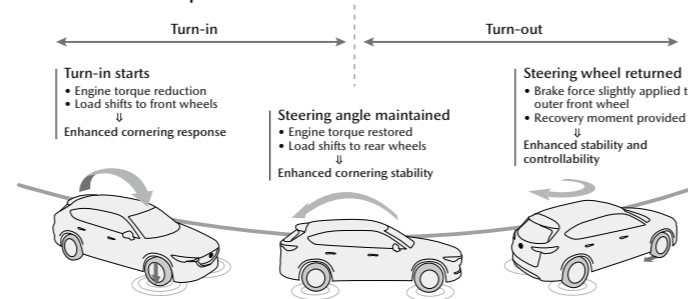 Turn-in
Turn-out
Turn-in starts
• Engine torque reduction
• Load shifts to front wheels
⇓
Enhanced cornering response
Steering angle maintained
• Engine torque restored
• Load shifts to rear wheels
⇓
Enhanced cornering stability
Steering wheel returned
• Brake force slightly applied
outer front wheel
• Recovery moment provided
⇓
Enhanced stability and
controllability